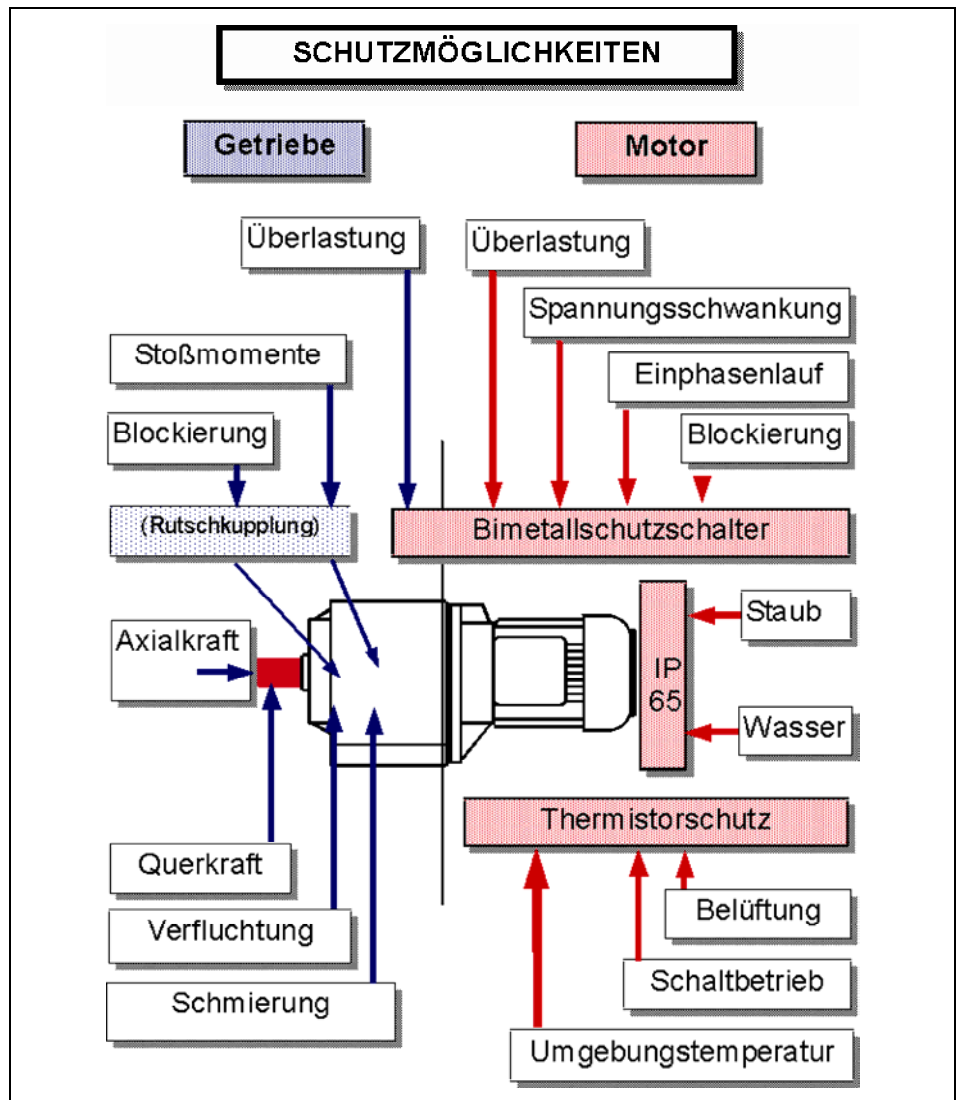 SCHUTZMÖGLICHKEITEN
Getriebe
Motor
Überlastung
Überlastung
Spannungsschwankung
Stoßmomente
Einphasenlauf
Blockierung
Blockierung
(Rutschkupplung)
Bimetallschutzschalter
Axialkraft
Staub
IP
65
Wasser
Thermistorschutz
Querkraft
Belüftung
Verfluchtung
Schaltbetrieb
Schmierung
Umgebungstemperatur